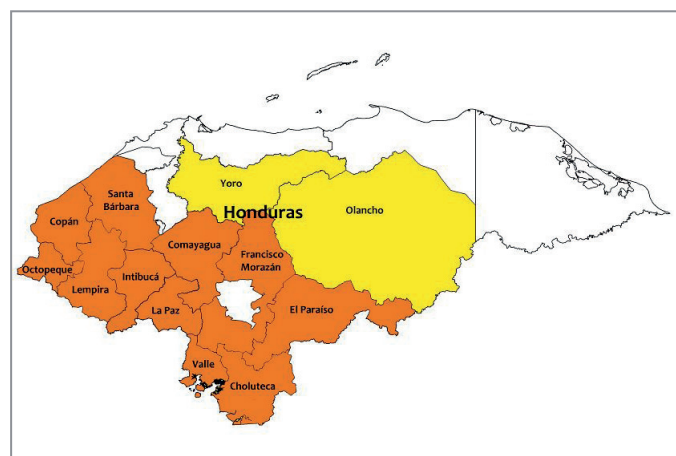 Yoro
Honduras
Olancho
Santa
Bárbara
Copán
Comayagua
Francisco
Morazán
Octopeque
Intibucá
Lempira
La Paz
El Paraíso
Valle
Choluteca